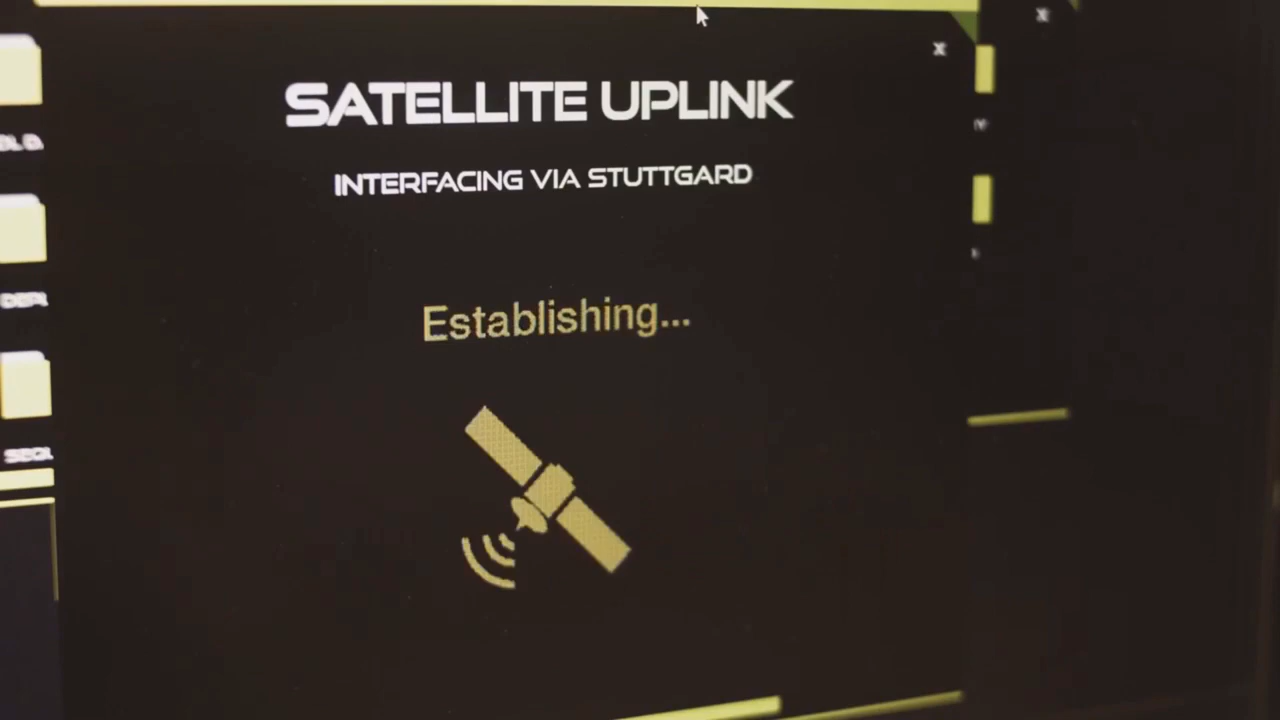 X
X
SATELLITE UPLINK
INTERFACING VIA STUTTGARD
Establishing...